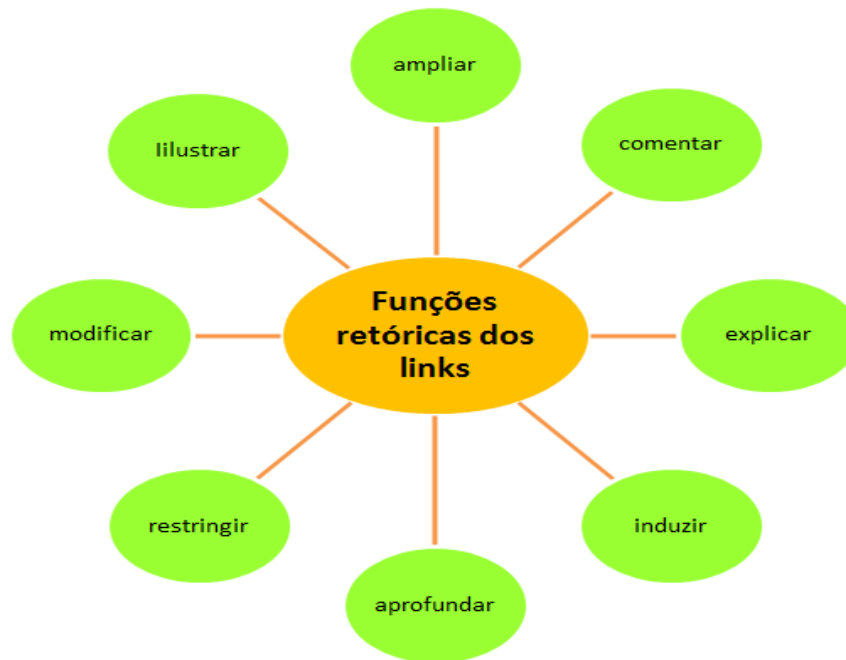 ampliar
comentar
Iilustrar
Funções
retóricas dos
links
modificar
explicar
restringir
induzir
aprofundar